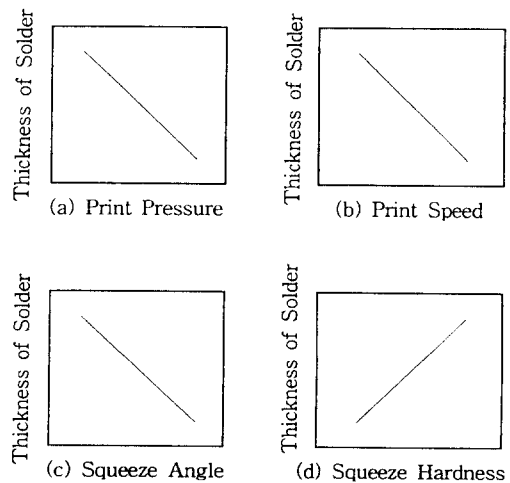 Thickness of Solder
(a) Print Pressure
Thickness of Solder
(b) Print Speed
Thickness of Solder
(c) Squeeze Angle
Thickness of Solder
(d) Squeeze Hardness